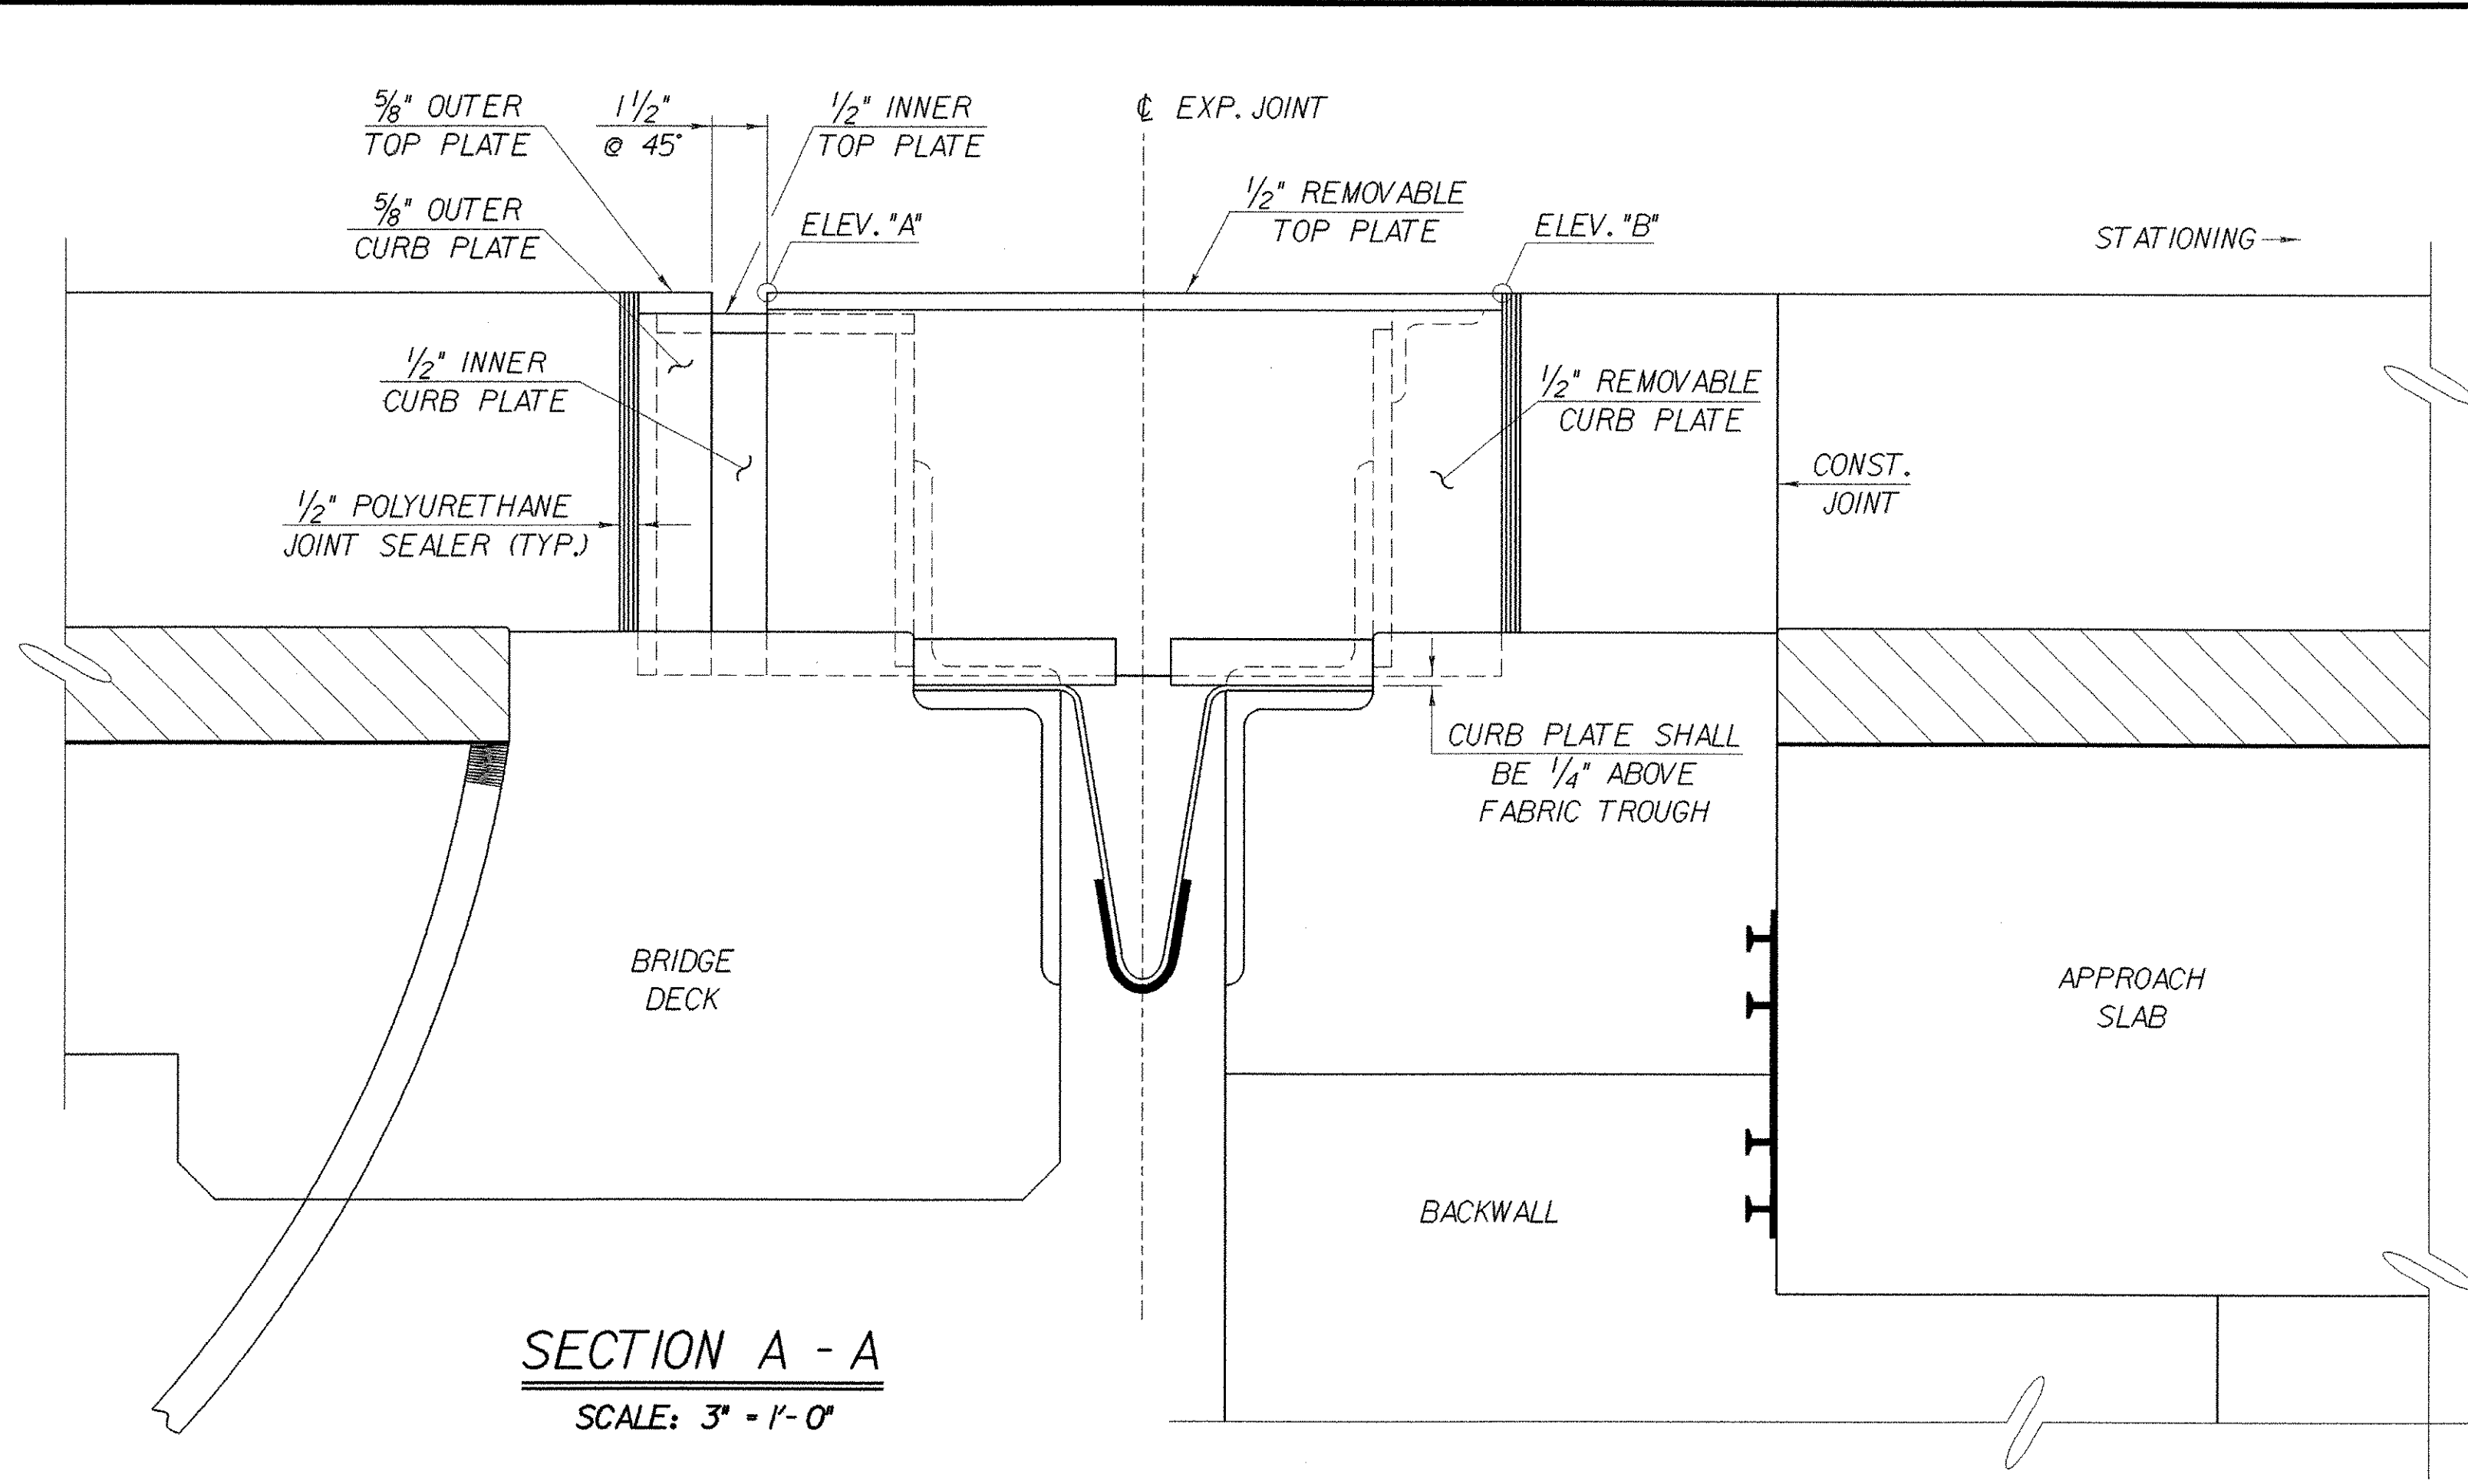 5/8" OUTER
TOP PLATE
1 1/2"
@ 45°
1/2" INNER
TOP PLATE
℄ EXP. JOINT
5/8" OUTER
CURB PLATE
ELEV. "A"
1/2" REMOVABLE
TOP PLATE
ELEV. "B"
STATIONING
1/2" INNER
CURB PLATE
1/2" REMOVABLE
CURB PLATE
CONST.
JOINT
1/2" POLYURETHANE
JOINT SEALER (TYP.)
CURB PLATE SHALL
BE 1/4" ABOVE
FABRIC TROUGH
BRIDGE
DECK
APPROACH
SLAB
BACKWALL
SECTION A - A
SCALE: 3" = 1'-0"